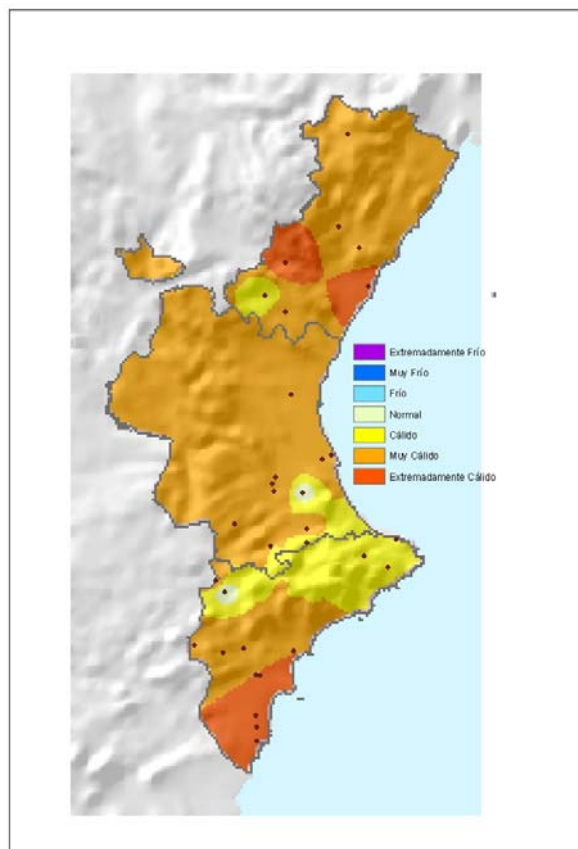 Extremadamente Frío
Muy Frío
Frío
Normal
Cálido
Muy Cálido
Extremadamente Cálido